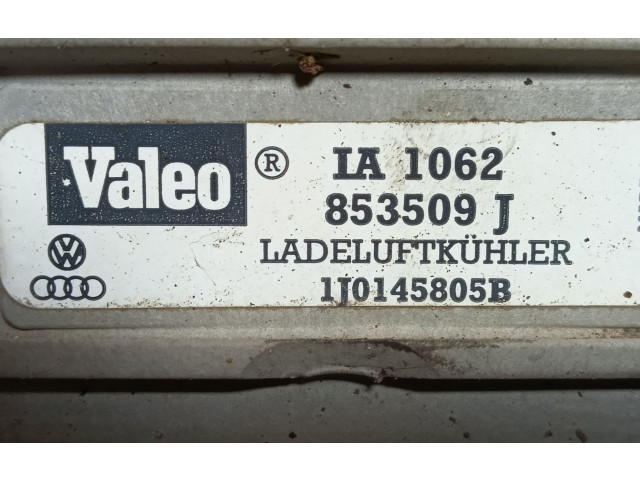 Valeo ® IA 1062
853509 J
LADELUFTKÜHLER
1J0145805B